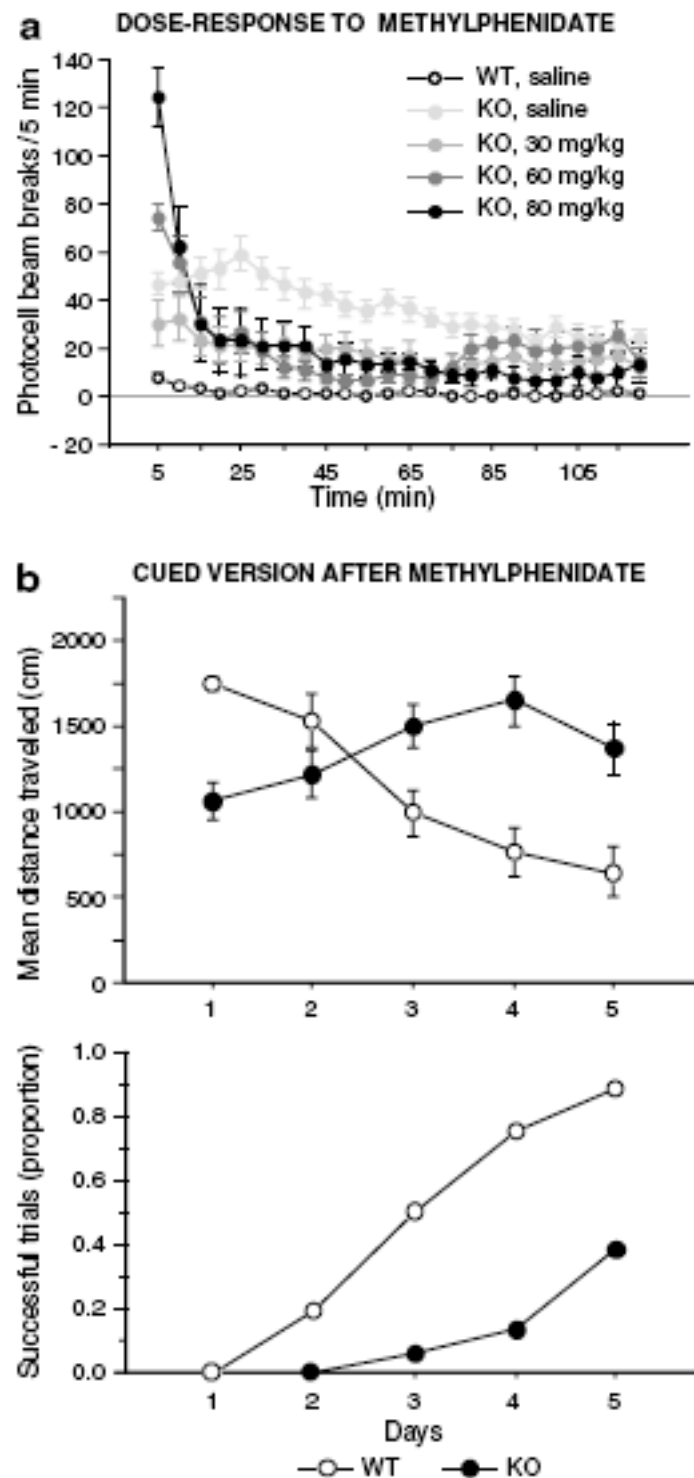 a DOSE-RESPONSE TO METHYLPHENIDATE
Photocell beam breaks/5 min
140
120
100
80
60
40
20
0
- 20
WT, saline
KO, saline
KO, 30 mg/kg
KO, 60 mg/kg
KO, 80 mg/kg
5 25 45 65 85 105
Time (min)
b CUED VERSION AFTER METHYLPHENIDATE
Mean distance traveled (cm)
2000
1500
1000
500
0
1 2 3 4 5
Successful trials (proportion)
1.0
0.8
0.6
0.4
0.2
0.0
1 2 3 4 5
Days
WT KO